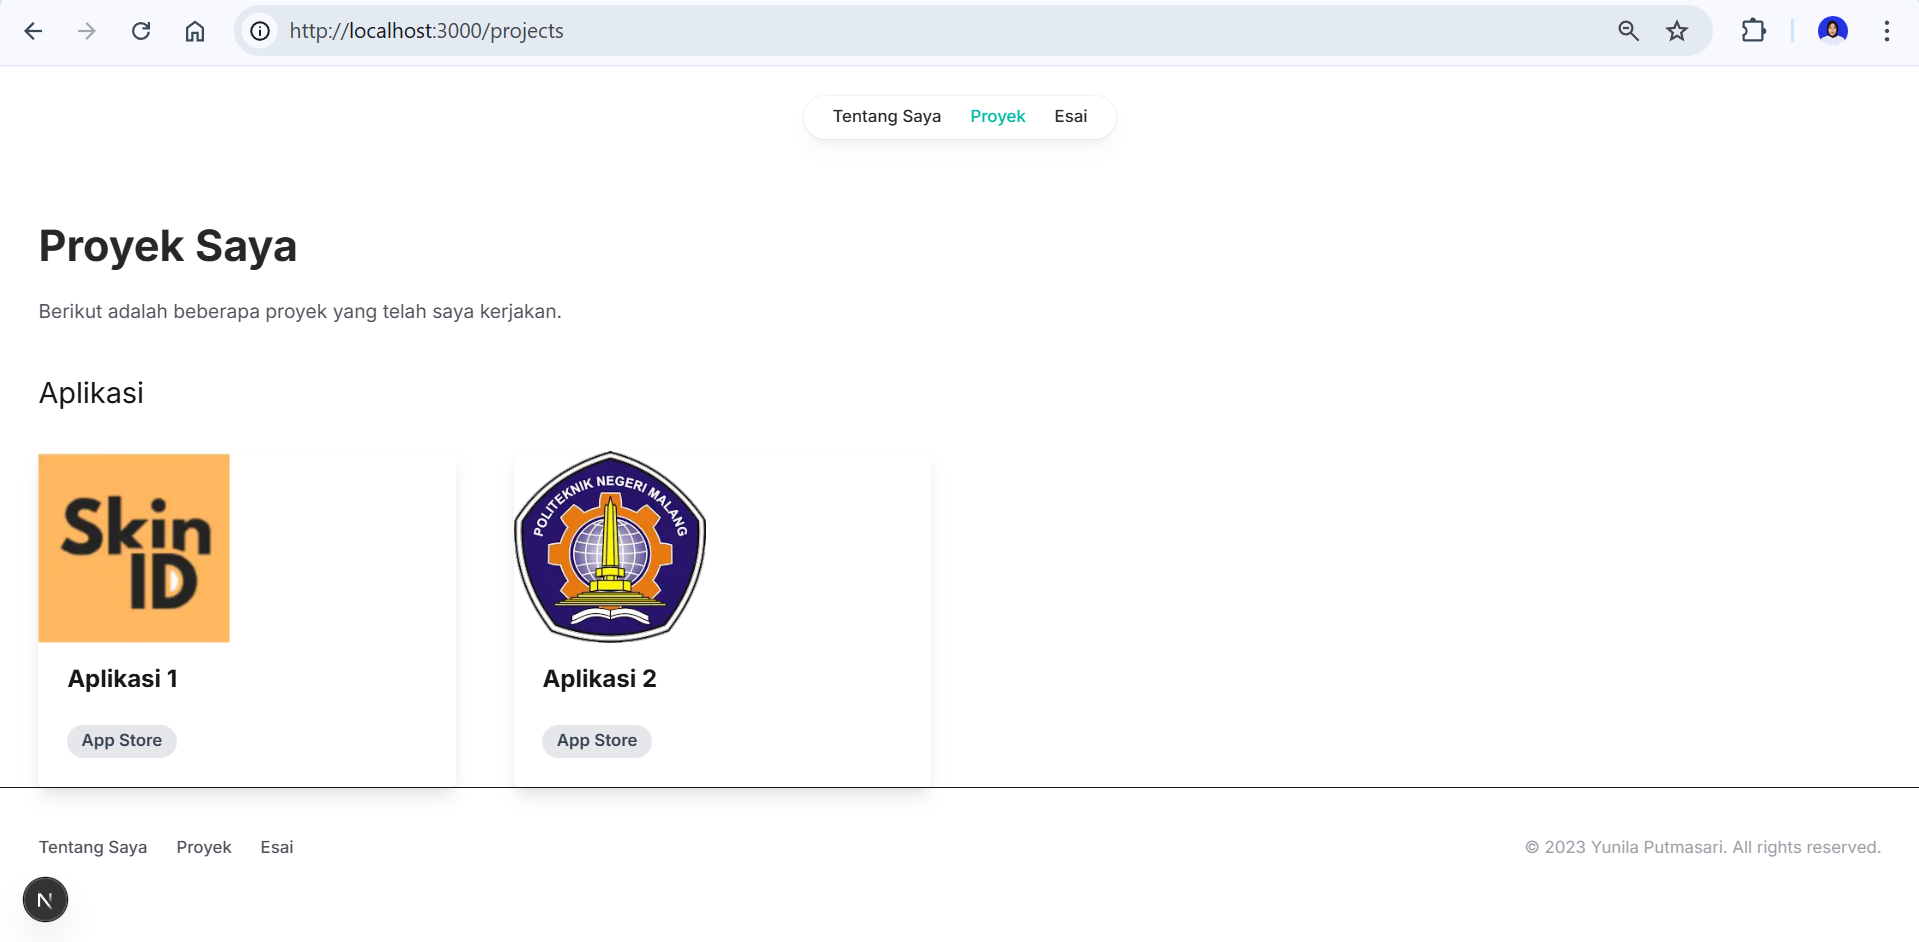 http://localhost:3000/projects
Tentang Saya Proyek Esai
Proyek Saya
Berikut adalah beberapa proyek yang telah saya kerjakan.
Aplikasi
Skin
ID
POLITEKNIK NEGERI MALANG
Aplikasi 1
Aplikasi 2
App Store
App Store
Tentang Saya Proyek Esai
© 2023 Yunila Putmasari. All rights reserved.
N